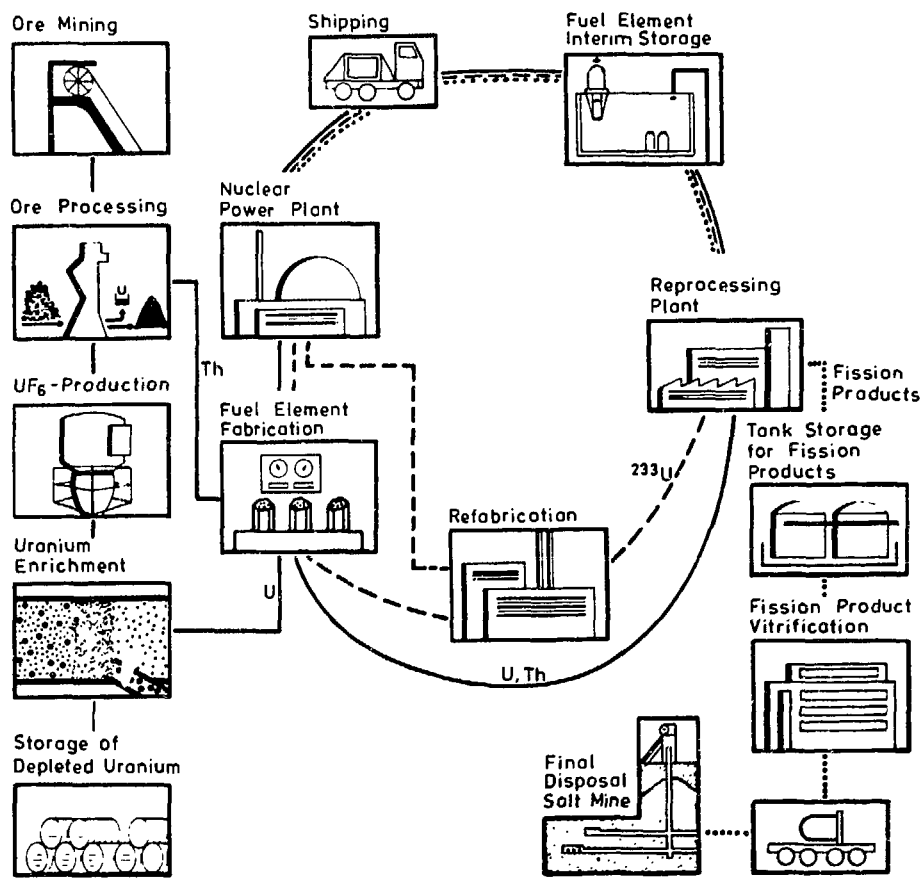 Ore Mining
Shipping
Fuel Element
Interim Storage
Ore Processing
U
Nuclear
Power Plant
Reprocessing
Plant
Th
UF₆-Production
Fission
Products
Fuel Element
Fabrication
Tank Storage
for Fission
Products
²³³U
Refabrication
Uranium
Enrichment
U
Fission Product
Vitrification
U, Th
Storage of
Depleted Uranium
Final
Disposal
Salt Mine